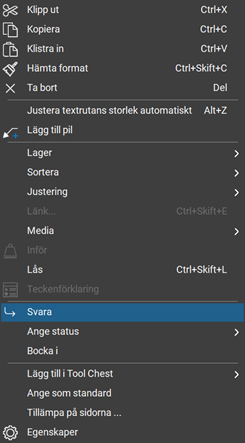 Klipp ut Ctrl+X
Kopiera Ctrl+C
Klistra in Ctrl+V
Hämta format Ctrl+Skift+C
Ta bort Del
Justera textrutans storlek automatiskt Alt+Z
Lägg till pil
Lager
Sortera
Justering
Länk... Ctrl+Skift+E
Media
Inför
Lås Ctrl+Skift+L
Teckenförklaring
Svara
Ange status
Bocka i
Lägg till i Tool Chest
Ange som standard
Tillämpa på sidorna ...
Egenskaper